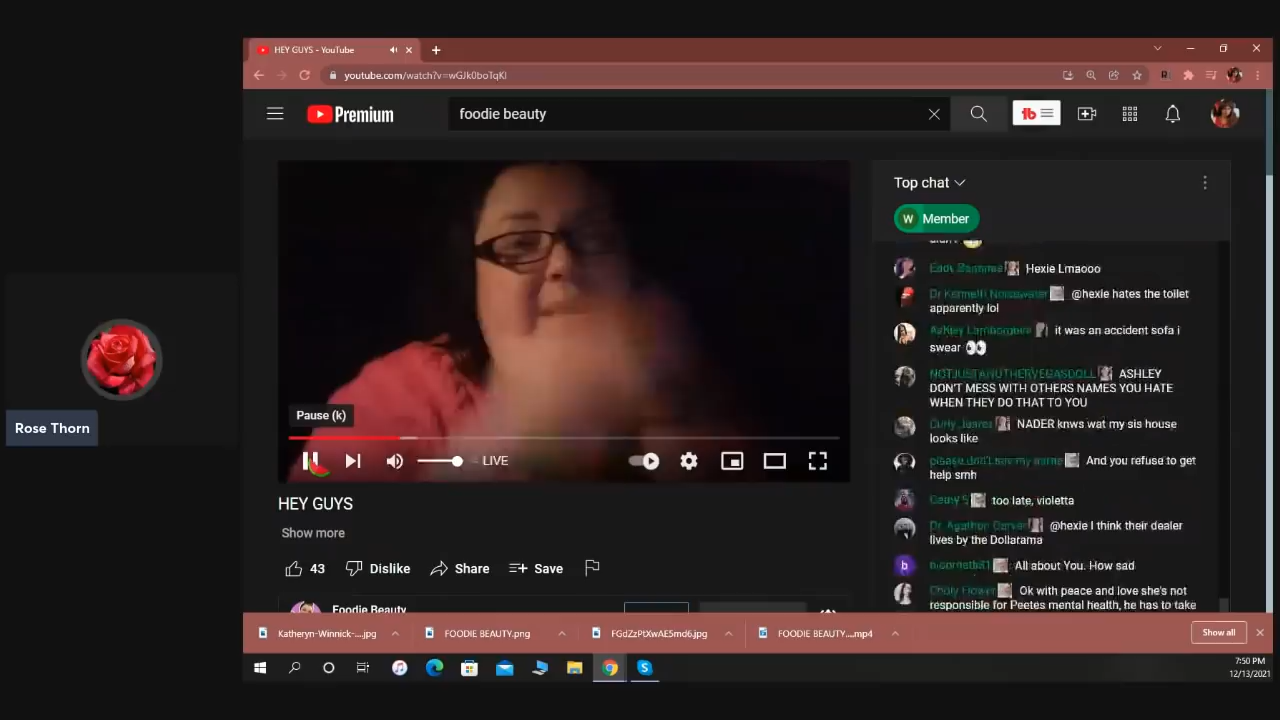 HEY GUYS - YouTube
youtube.com/watch?v=wGJk0boTqKI
Premium
foodie beauty
Top chat
W Member
Hexie Lmaooo
@hexie hates the toilet
apparently lol
it was an accident sofa i
swear
NOTJUSTANUTHERVEGASDOLL ASHLEY
DON'T MESS WITH OTHERS NAMES YOU HATE
WHEN THEY DO THAT TO YOU
NADER knws wat my sis house
looks like
And you refuse to get
help smh
too late, violetta
@hexie I think their dealer
lives by the Dollarama
All about You. How sad
Ok with peace and love she's not
responsible for Peetes mental health, he has to take
Pause (k)
LIVE
Rose Thorn
HEY GUYS
Show more
43
Dislike
Share
Save
Foodie Beauty
Katheryn-Winnick-....jpg
FOODIE BEAUTY.png
FGdZzPtXwAE5md6.jpg
FOODIE BEAUTY....mp4
Show all
7:50 PM
12/13/2021